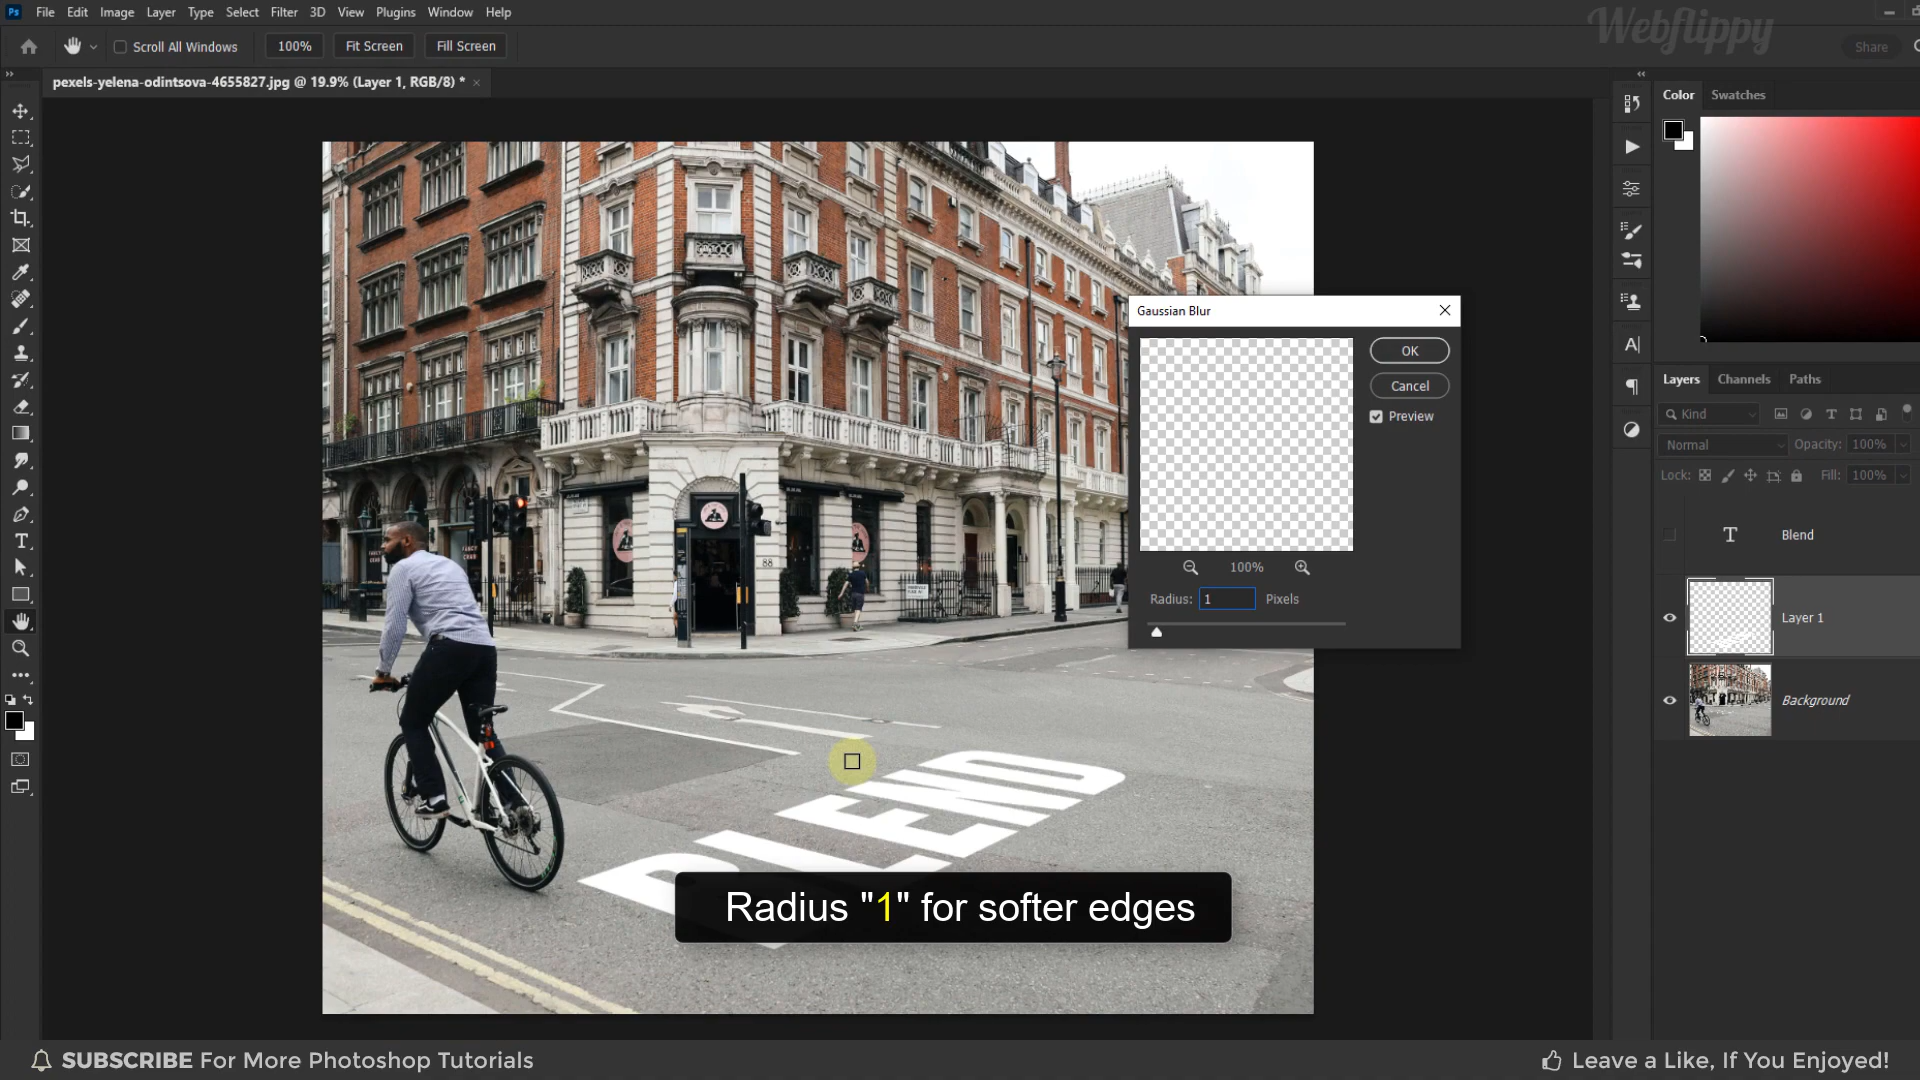 Ps File Edit Image Layer Type Select Filter 3D View Plugins Window Help
Webflippy
Scroll All Windows 100% Fit Screen Fill Screen Share
pexels-yelena-odintsova-4655827.jpg @ 19.9% (Layer 1, RGB/8) *
Color Swatches
Gaussian Blur
OK
Cancel
Preview
100%
Radius: 1 Pixels
Layers Channels Paths
Kind
Normal Opacity: 100%
Lock: Fill: 100%
T Blend
Layer 1
Background
88
BLEND
Radius "1" for softer edges
SUBSCRIBE For More Photoshop Tutorials
Leave a Like, If You Enjoyed!